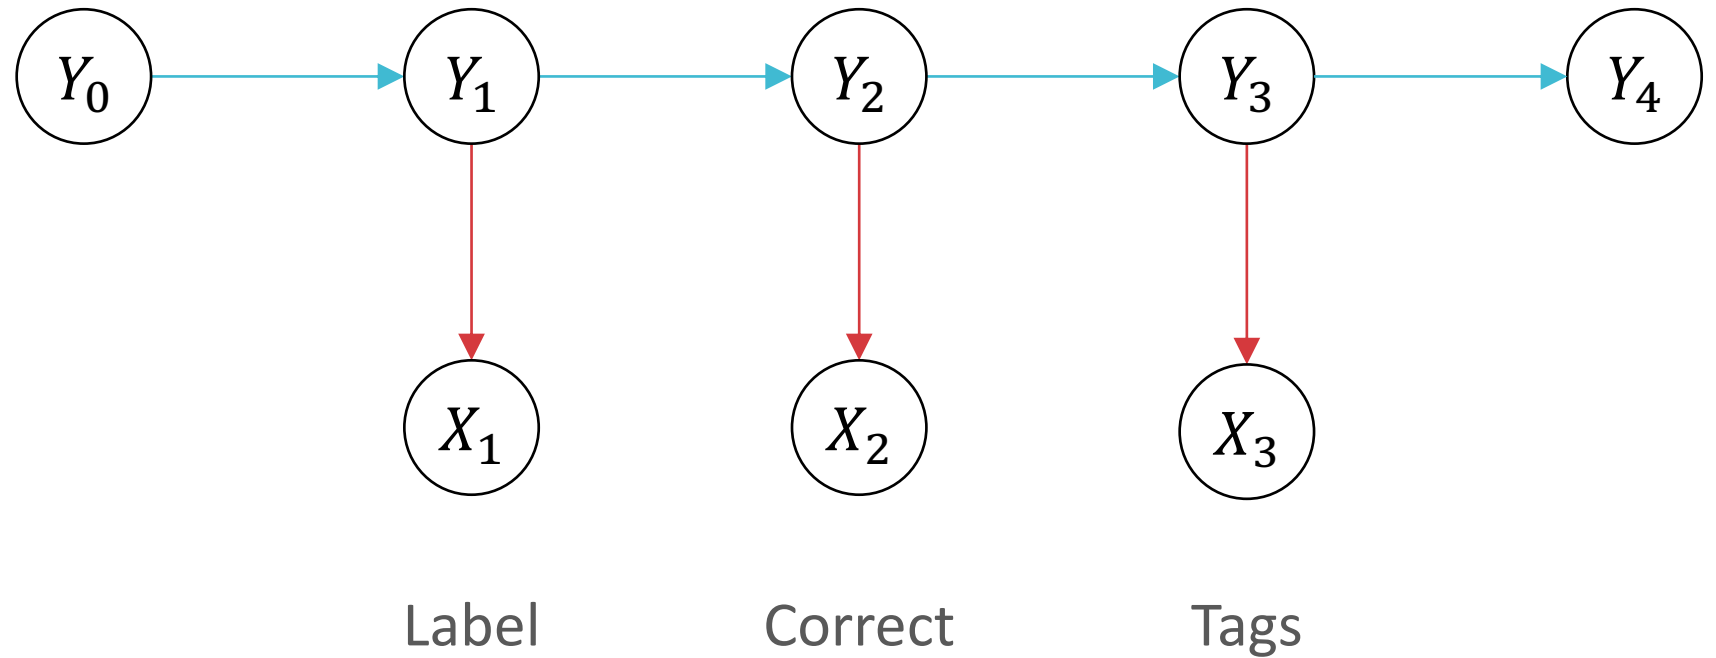 Y₀ Y₁ Y₂ Y₃ Y₄
X₁ X₂ X₃
Label Correct Tags